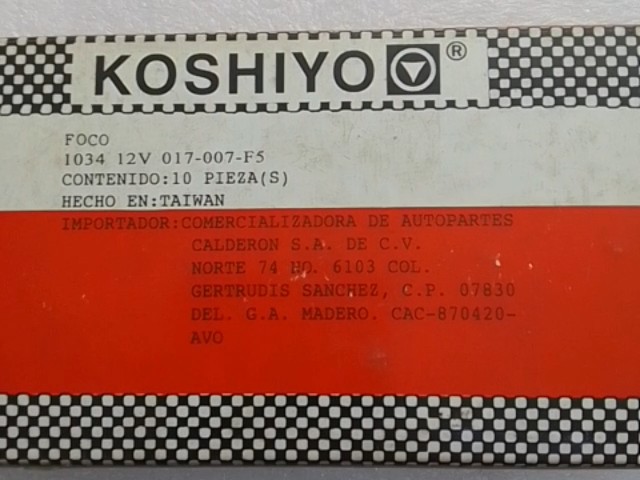 KOSHIYO ®
FOCO
1034 12V 017-007-F5
CONTENIDO:10 PIEZA(S)
HECHO EN:TAIWAN
IMPORTADOR:COMERCIALIZADORA DE AUTOPARTES
CALDERON S.A. DE C.V.
NORTE 74 NO. 6103 COL.
GERTRUDIS SANCHEZ, C.P. 07830
DEL. G.A. MADERO. CAC-870420-
AVO